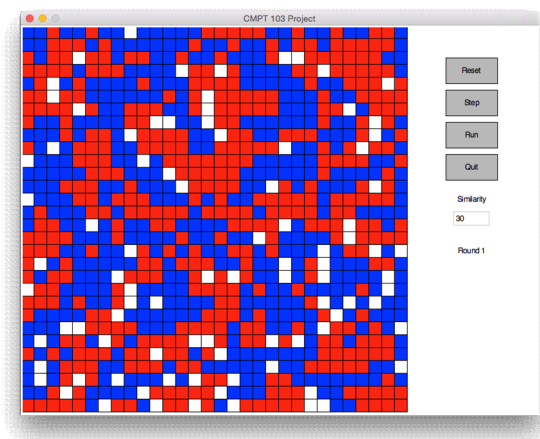 CMPT 103 Project
Reset
Step
Run
Quit
Similarity
30
Round 1